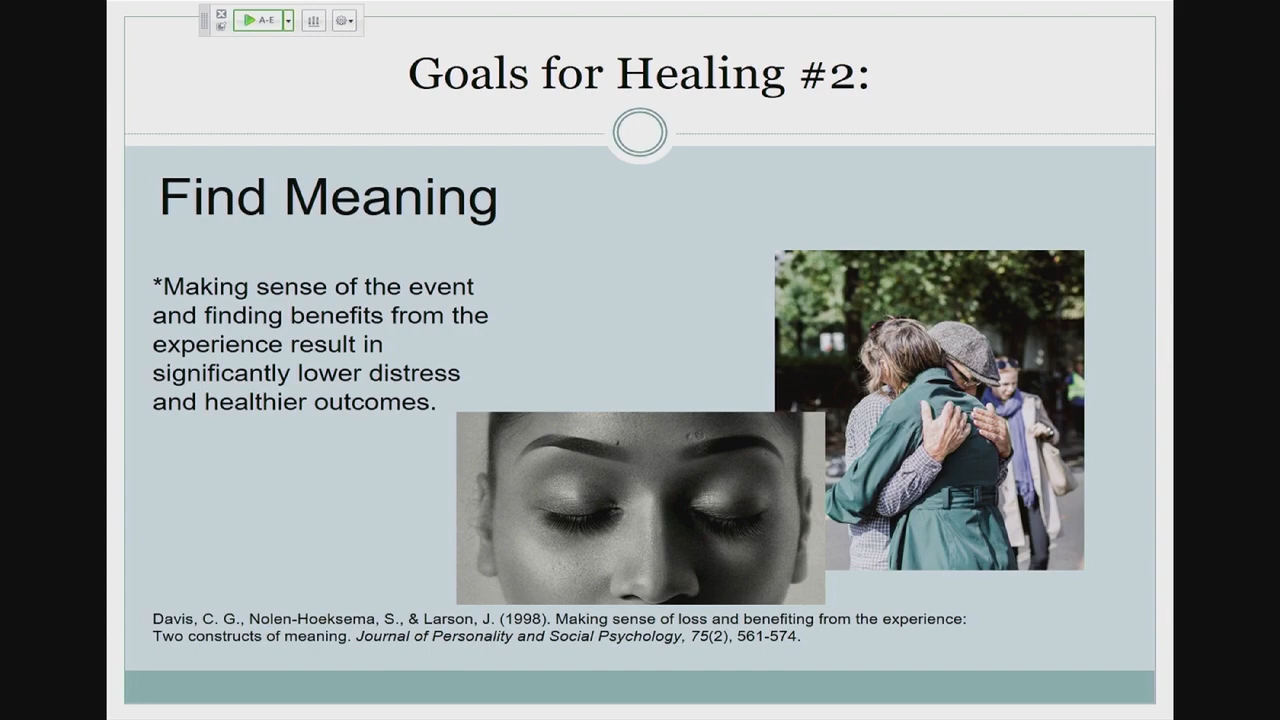 A-E
Goals for Healing #2:
Find Meaning
*Making sense of the event
and finding benefits from the
experience result in
significantly lower distress
and healthier outcomes.
Davis, C. G., Nolen-Hoeksema, S., & Larson, J. (1998). Making sense of loss and benefiting from the experience:
Two constructs of meaning. Journal of Personality and Social Psychology, 75(2), 561-574.